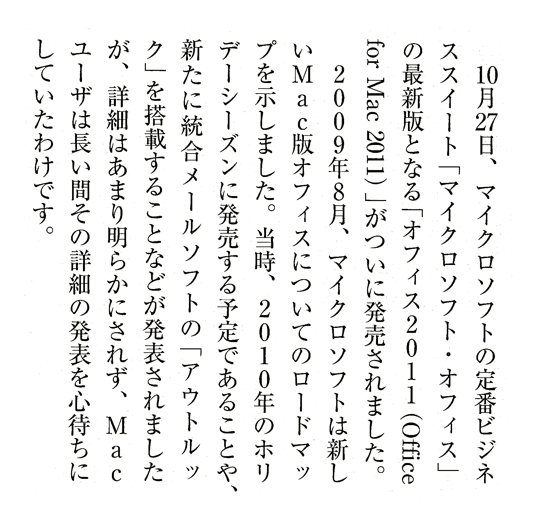 10月27日、マイクロソフトの定番ビジネ
ススイート「マイクロソフト・オフィス」
の最新版となる「オフィス2011(Office
for Mac 2011)」がついに発売されました。
2009年8月、マイクロソフトは新し
いMac版オフィスについてのロードマッ
プを示しました。当時、2010年のホリ
デーシーズンに発売する予定であることや、
新たに統合メールソフトの「アウトルッ
ク」を搭載することなどが発表されました
が、詳細はあまり明らかにされず、Mac
ユーザは長い間その詳細の発表を心待ちに
していたわけです。